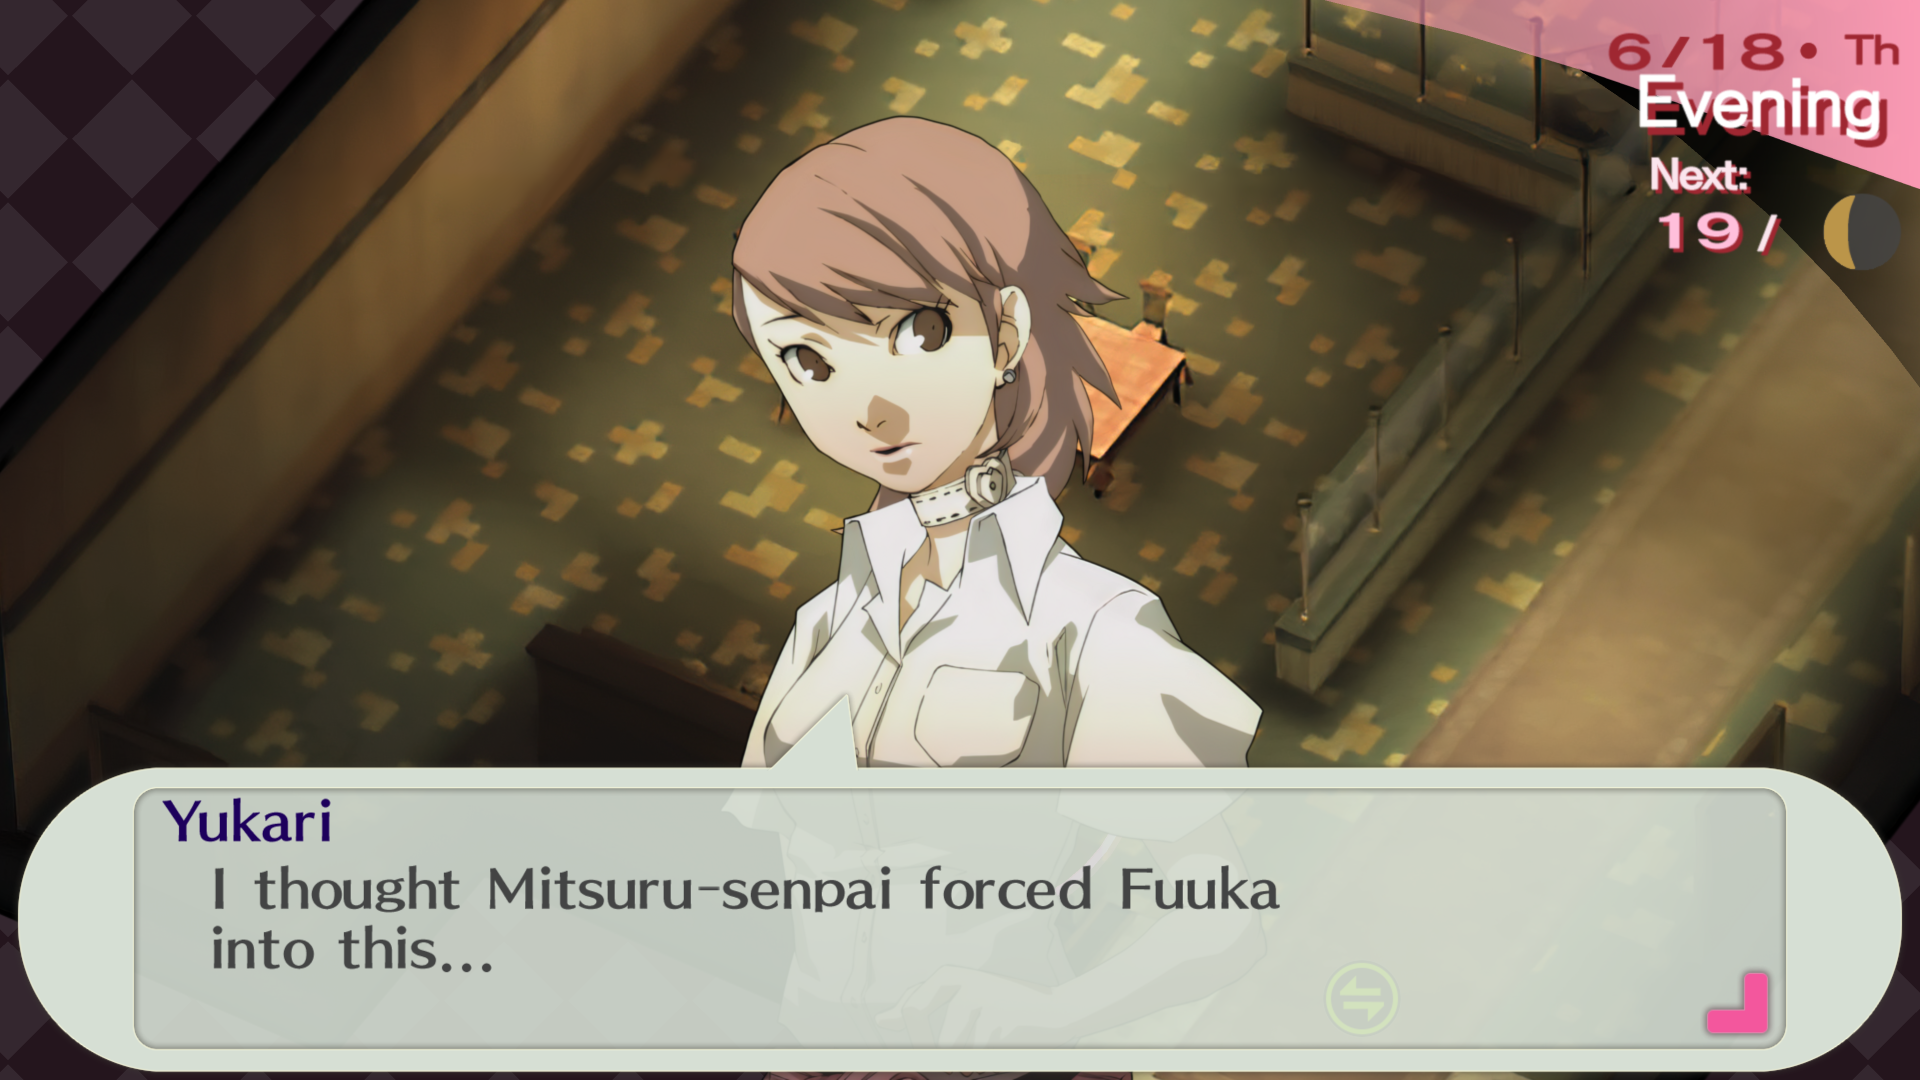 6/18• Th
Evening
Next:
19/
Yukari
I thought Mitsuru-senpai forced Fuuka
into this...